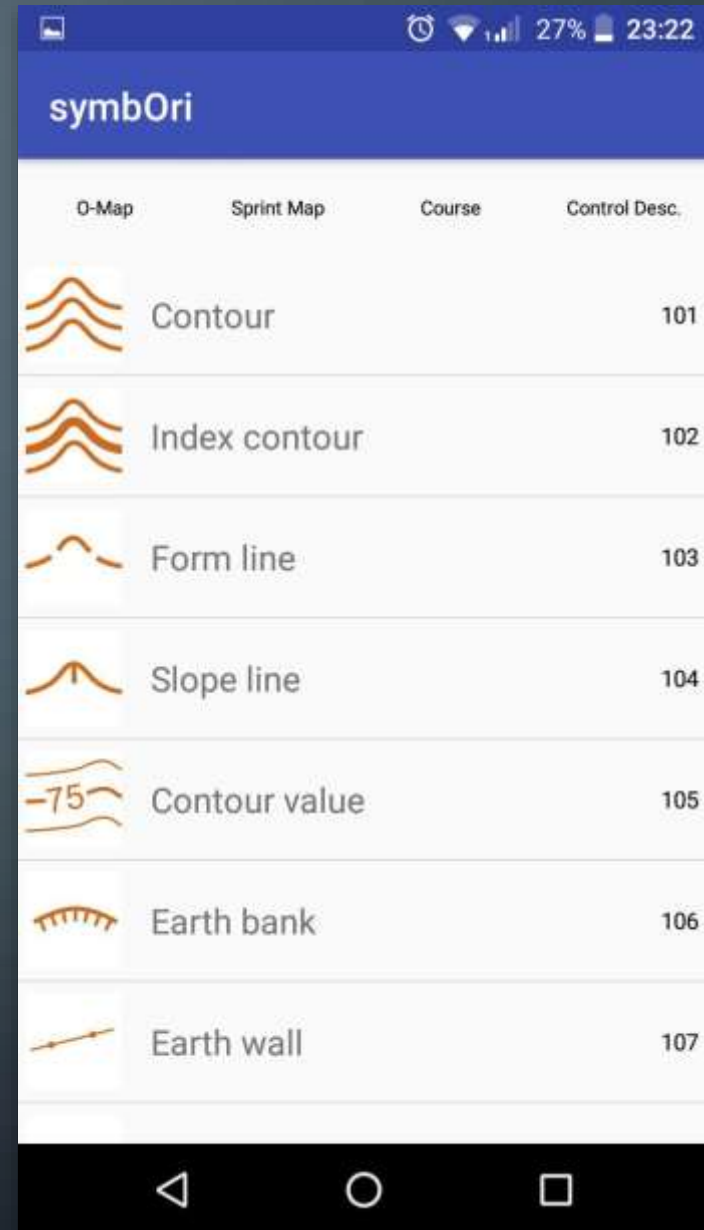 27% 23:22
symbOri
O-Map Sprint Map Course Control Desc.
Contour 101
Index contour 102
Form line 103
Slope line 104
75 Contour value 105
Earth bank 106
Earth wall 107